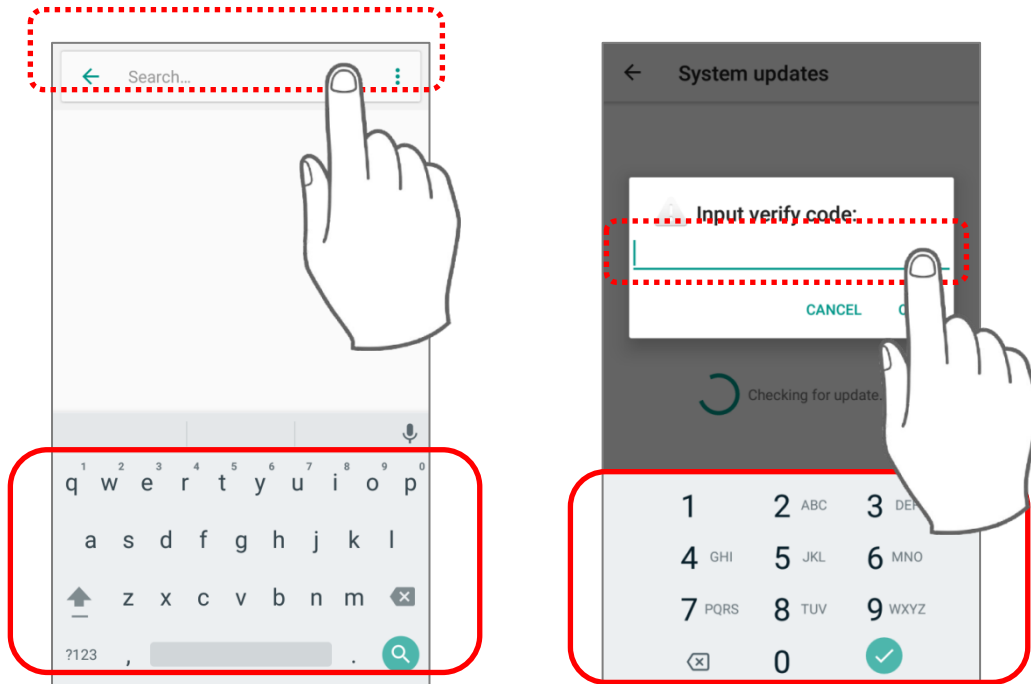 Search...
1 2 3 4 5 6 7 8 9 0
q w e r t y u i o p
a s d f g h j k l
z x c v b n m
?123 , .
System updates
Input verify code:
CANCEL
Checking for update.
1 2 ABC 3
4 GHI 5 JKL 6 MNO
7 PQRS 8 TUV 9 WXYZ
0